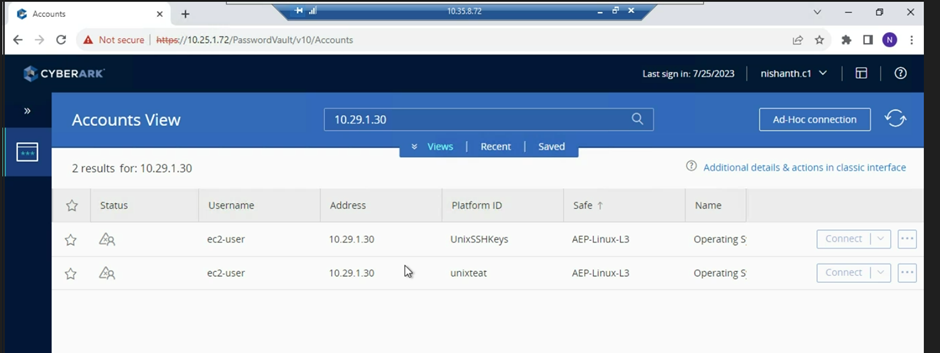 Accounts
10.35.8.72
Not secure https://10.25.1.72/PasswordVault/v10/Accounts
N
CYBERARK
Last sign in: 7/25/2023 nishanth.c1
Accounts View 10.29.1.30 Ad-Hoc connection
Views Recent Saved
2 results for: 10.29.1.30 Additional details & actions in classic interface
Status Username Address Platform ID Safe ↑ Name
ec2-user 10.29.1.30 UnixSSHKeys AEP-Linux-L3 Operating S Connect
ec2-user 10.29.1.30 unixteat AEP-Linux-L3 Operating S Connect